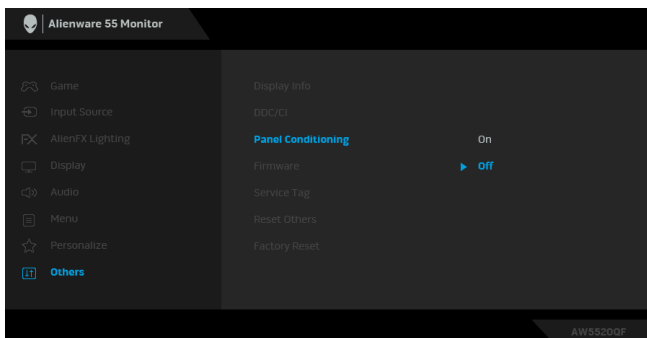 Alienware 55 Monitor
Game
Input Source
FX AlienFX Lighting
Display
Audio
Menu
Personalize
Others
Display Info
DDC/CI
Panel Conditioning On
Firmware Off
Service Tag
Reset Others
Factory Reset
AW5520QF